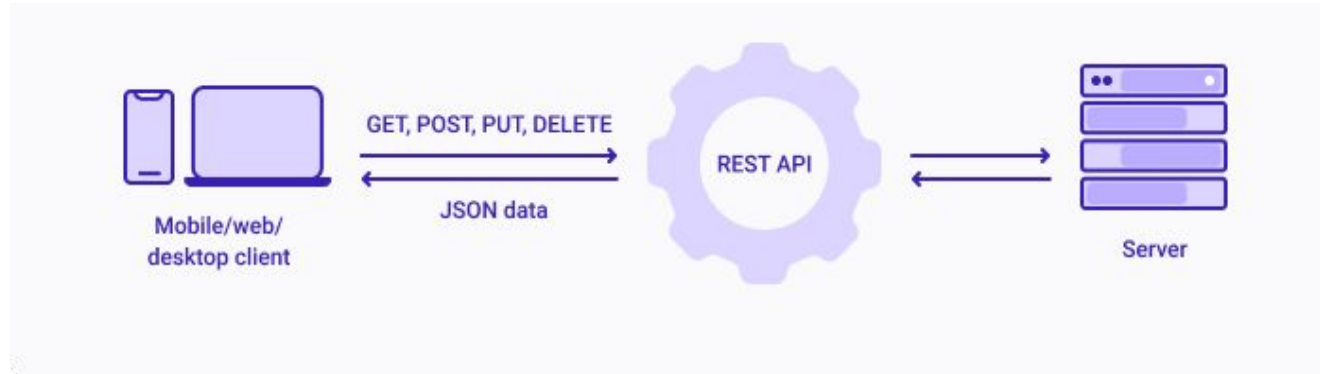 GET, POST, PUT, DELETE
REST API
JSON data
Mobile/web/
desktop client
Server